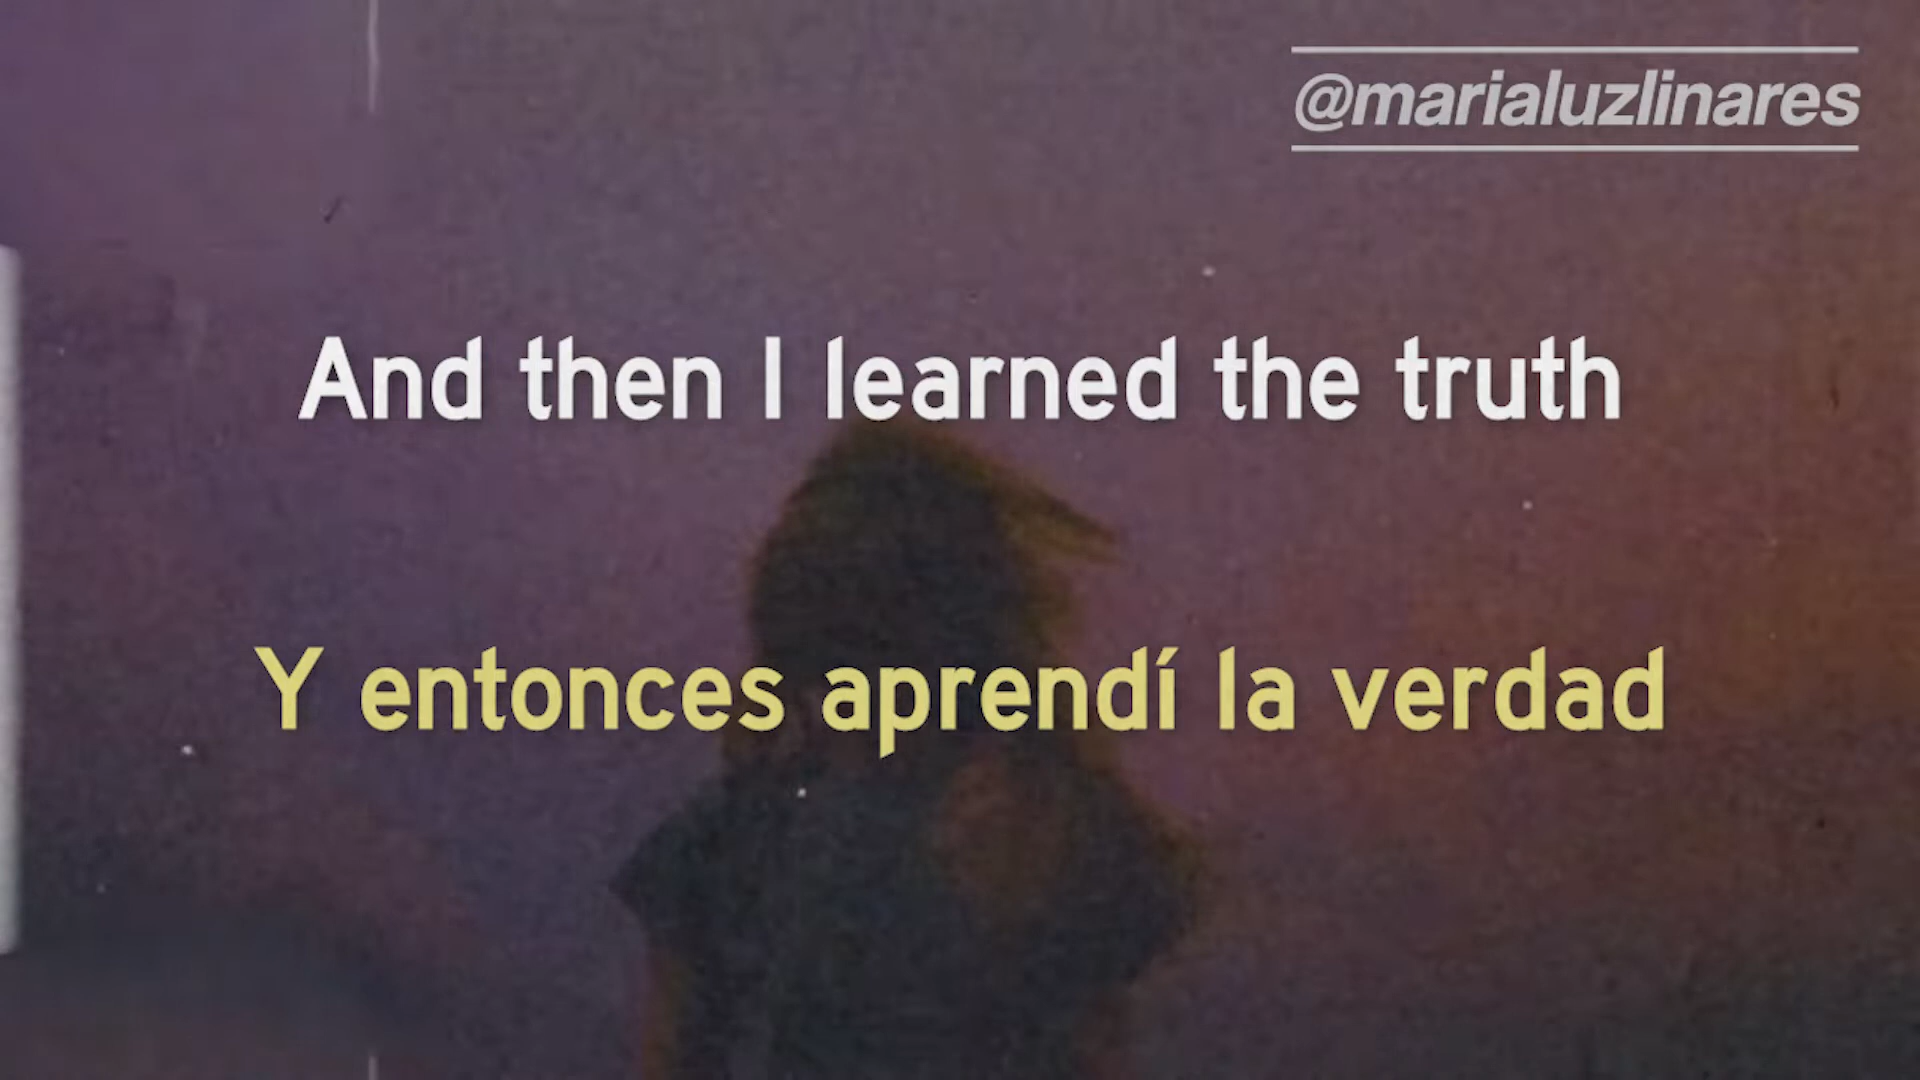 @marialuzlinares
And then I learned the truth
Y entonces aprendí la verdad